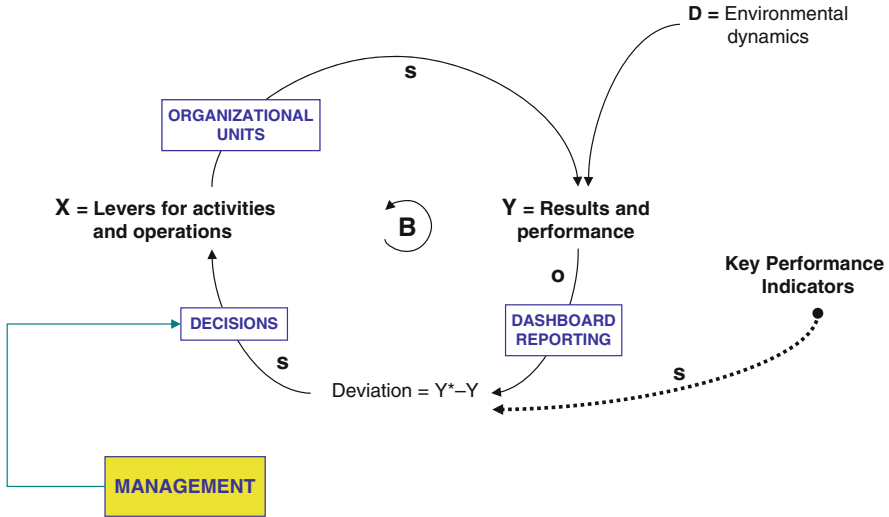 D = Environmental
dynamics
s
ORGANIZATIONAL
UNITS
X = Levers for activities
and operations
B
Y = Results and
performance
o
Key Performance
Indicators
DECISIONS
DASHBOARD
REPORTING
s
s
Deviation = Y*–Y
MANAGEMENT